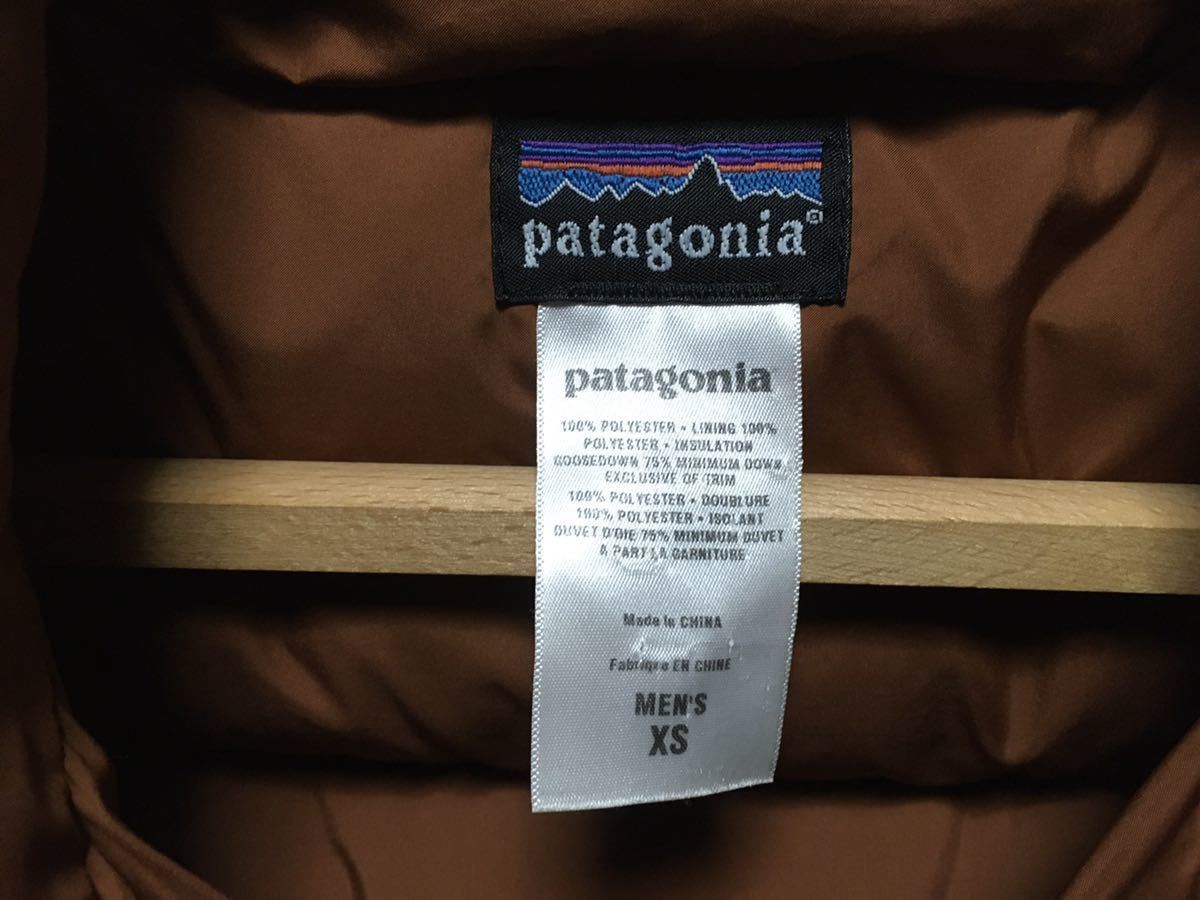 patagonia®
patagonia
100% POLYESTER • LINING 100%
POLYESTER • INSULATION
GOOSEDOWN 75% MINIMUM DOWN
EXCLUSIVE OF TRIM
100% POLYESTER • DOUBLURE
100% POLYESTER • ISOLANT
DUVET D'OIE 75% MINIMUM DUVET
A PART LA GARNITURE
Made in CHINA
Fabrique EN CHINE
MEN'S
XS